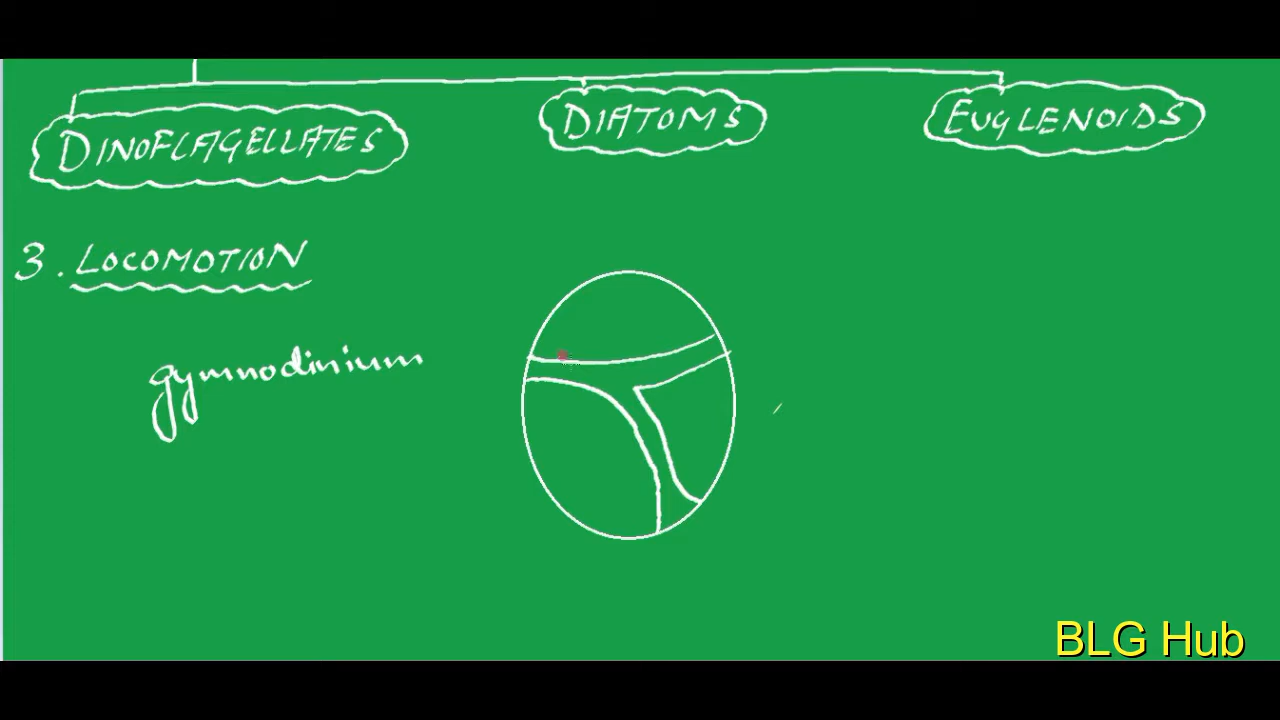 DINOFLAGELLATES DIATOMS EUGLENOIDS
3. LOCOMOTION
gymnodinium
BLG Hub